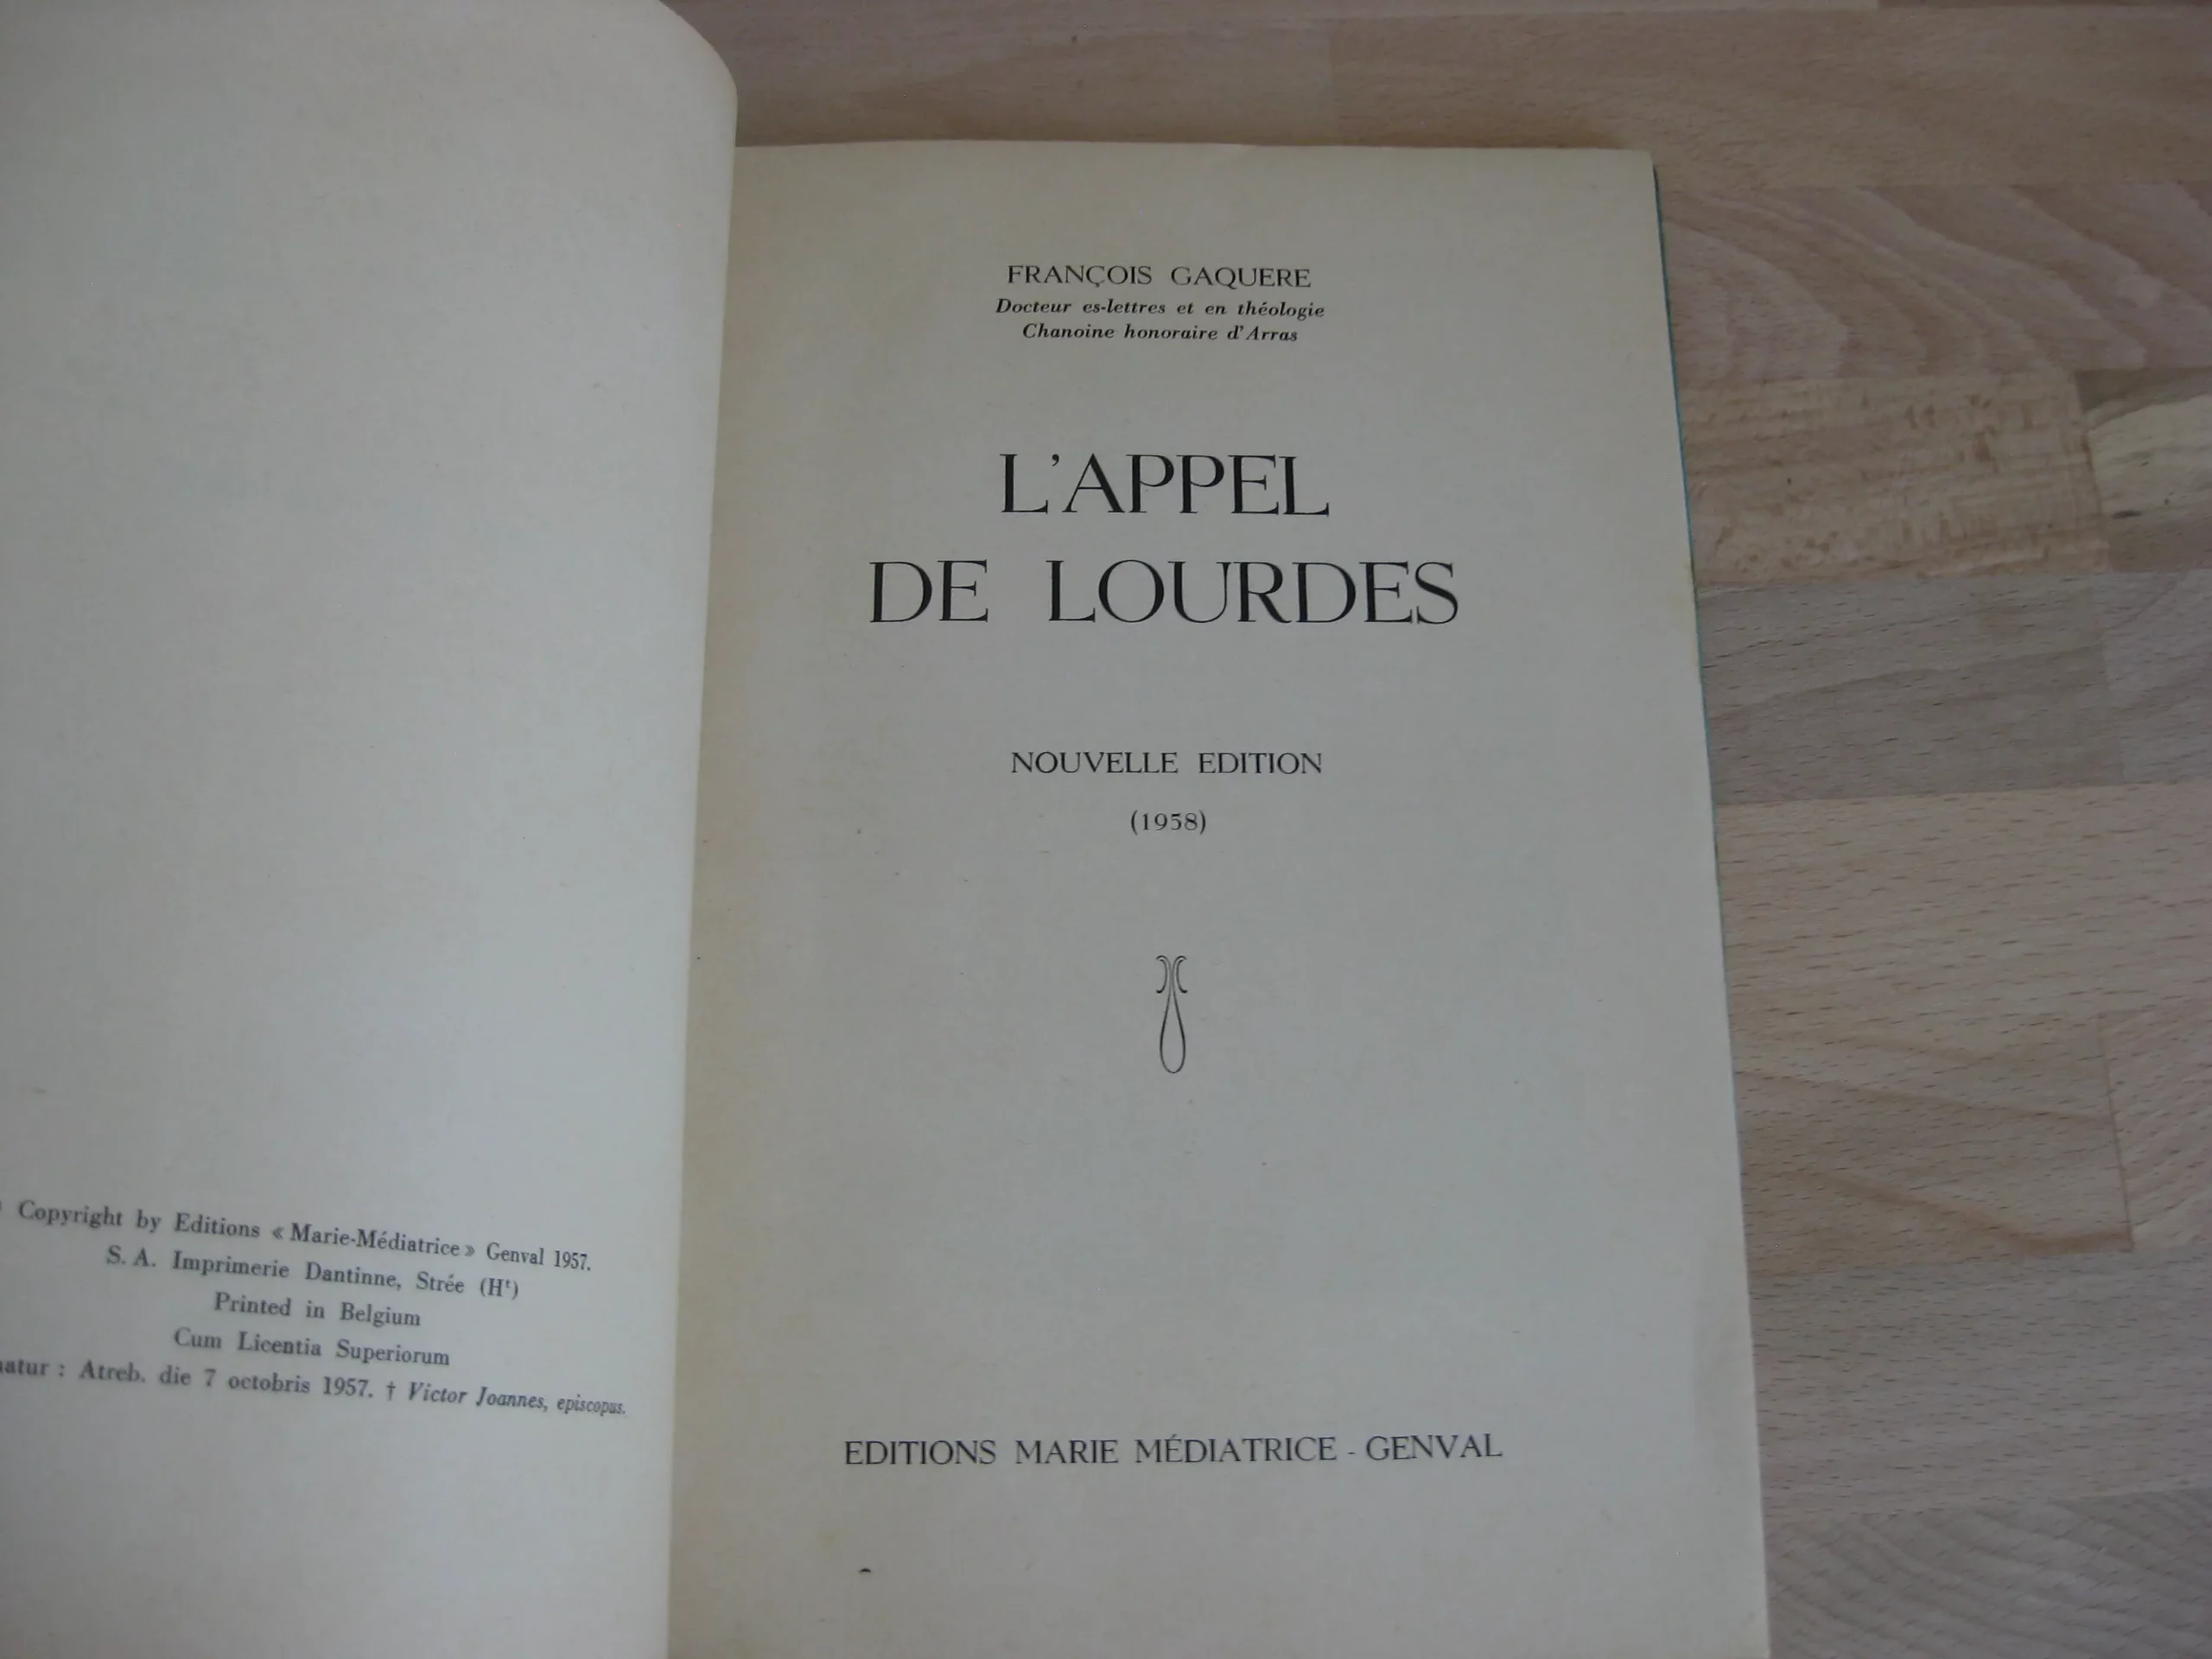 Copyright by Editions « Marie-Médiatrice » Genval 1957.
S. A. Imprimerie Dantinne, Strée (Hᵗ)
Printed in Belgium
Cum Licentia Superiorum
: Atreb. die 7 octobris 1957. † Victor Joannes, episcopus.
FRANÇOIS GAQUERE
Docteur es-lettres et en théologie
Chanoine honoraire d'Arras
L'APPEL
DE LOURDES
NOUVELLE EDITION
(1958)
EDITIONS MARIE MÉDIATRICE - GENVAL